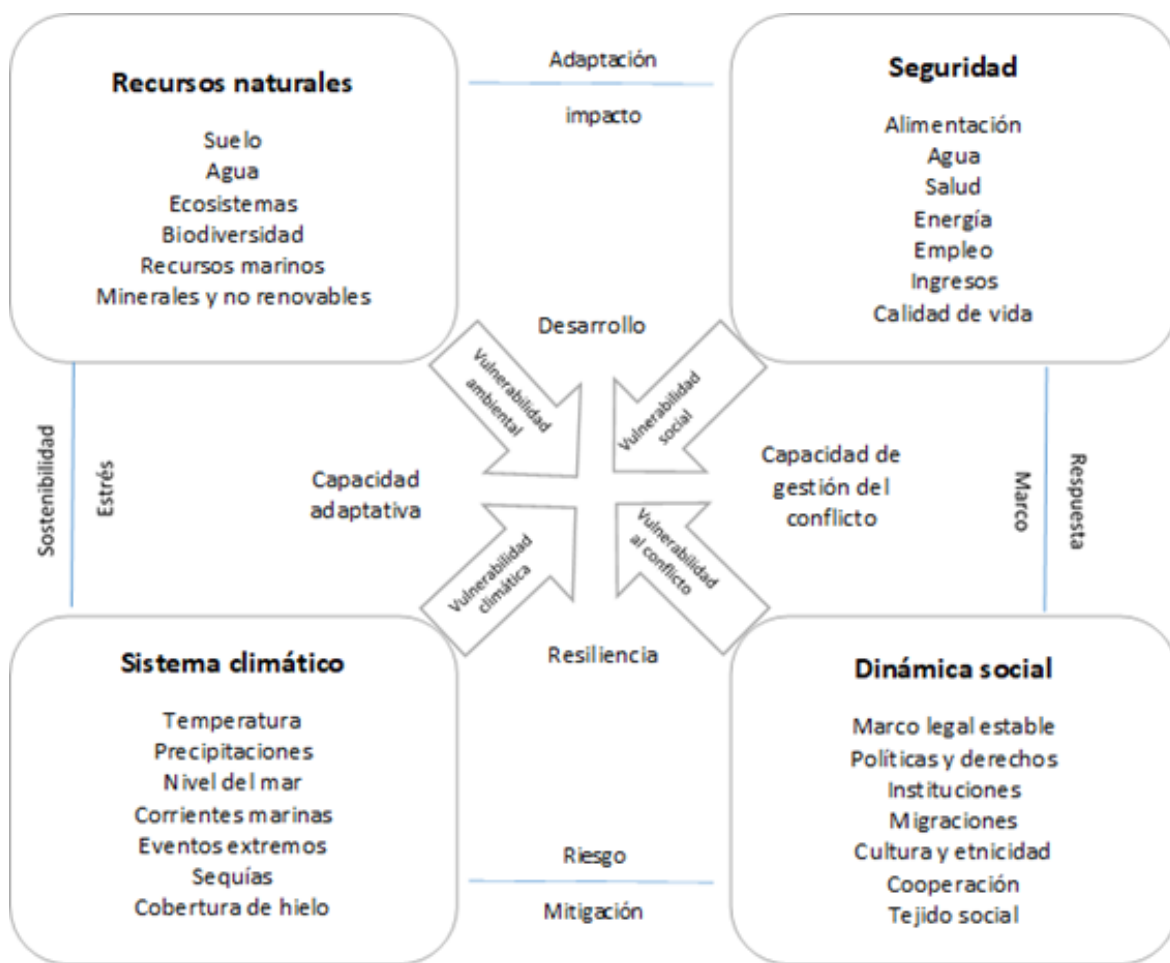 Recursos naturales
Suelo
Agua
Ecosistemas
Biodiversidad
Recursos marinos
Minerales y no renovables
Adaptación
impacto
Seguridad
Alimentación
Agua
Salud
Energía
Empleo
Ingresos
Calidad de vida
Desarrollo
Vulnerabilidad
ambiental
Vulnerabilidad
social
Sostenibilidad
Estrés
Capacidad
adaptativa
Capacidad de
gestión del
conflicto
Marco
Respuesta
Vulnerabilidad
climática
Vulnerabilidad
al conflicto
Resiliencia
Sistema climático
Temperatura
Precipitaciones
Nivel del mar
Corrientes marinas
Eventos extremos
Sequías
Cobertura de hielo
Riesgo
Mitigación
Dinámica social
Marco legal estable
Políticas y derechos
Instituciones
Migraciones
Cultura y etnicidad
Cooperación
Tejido social